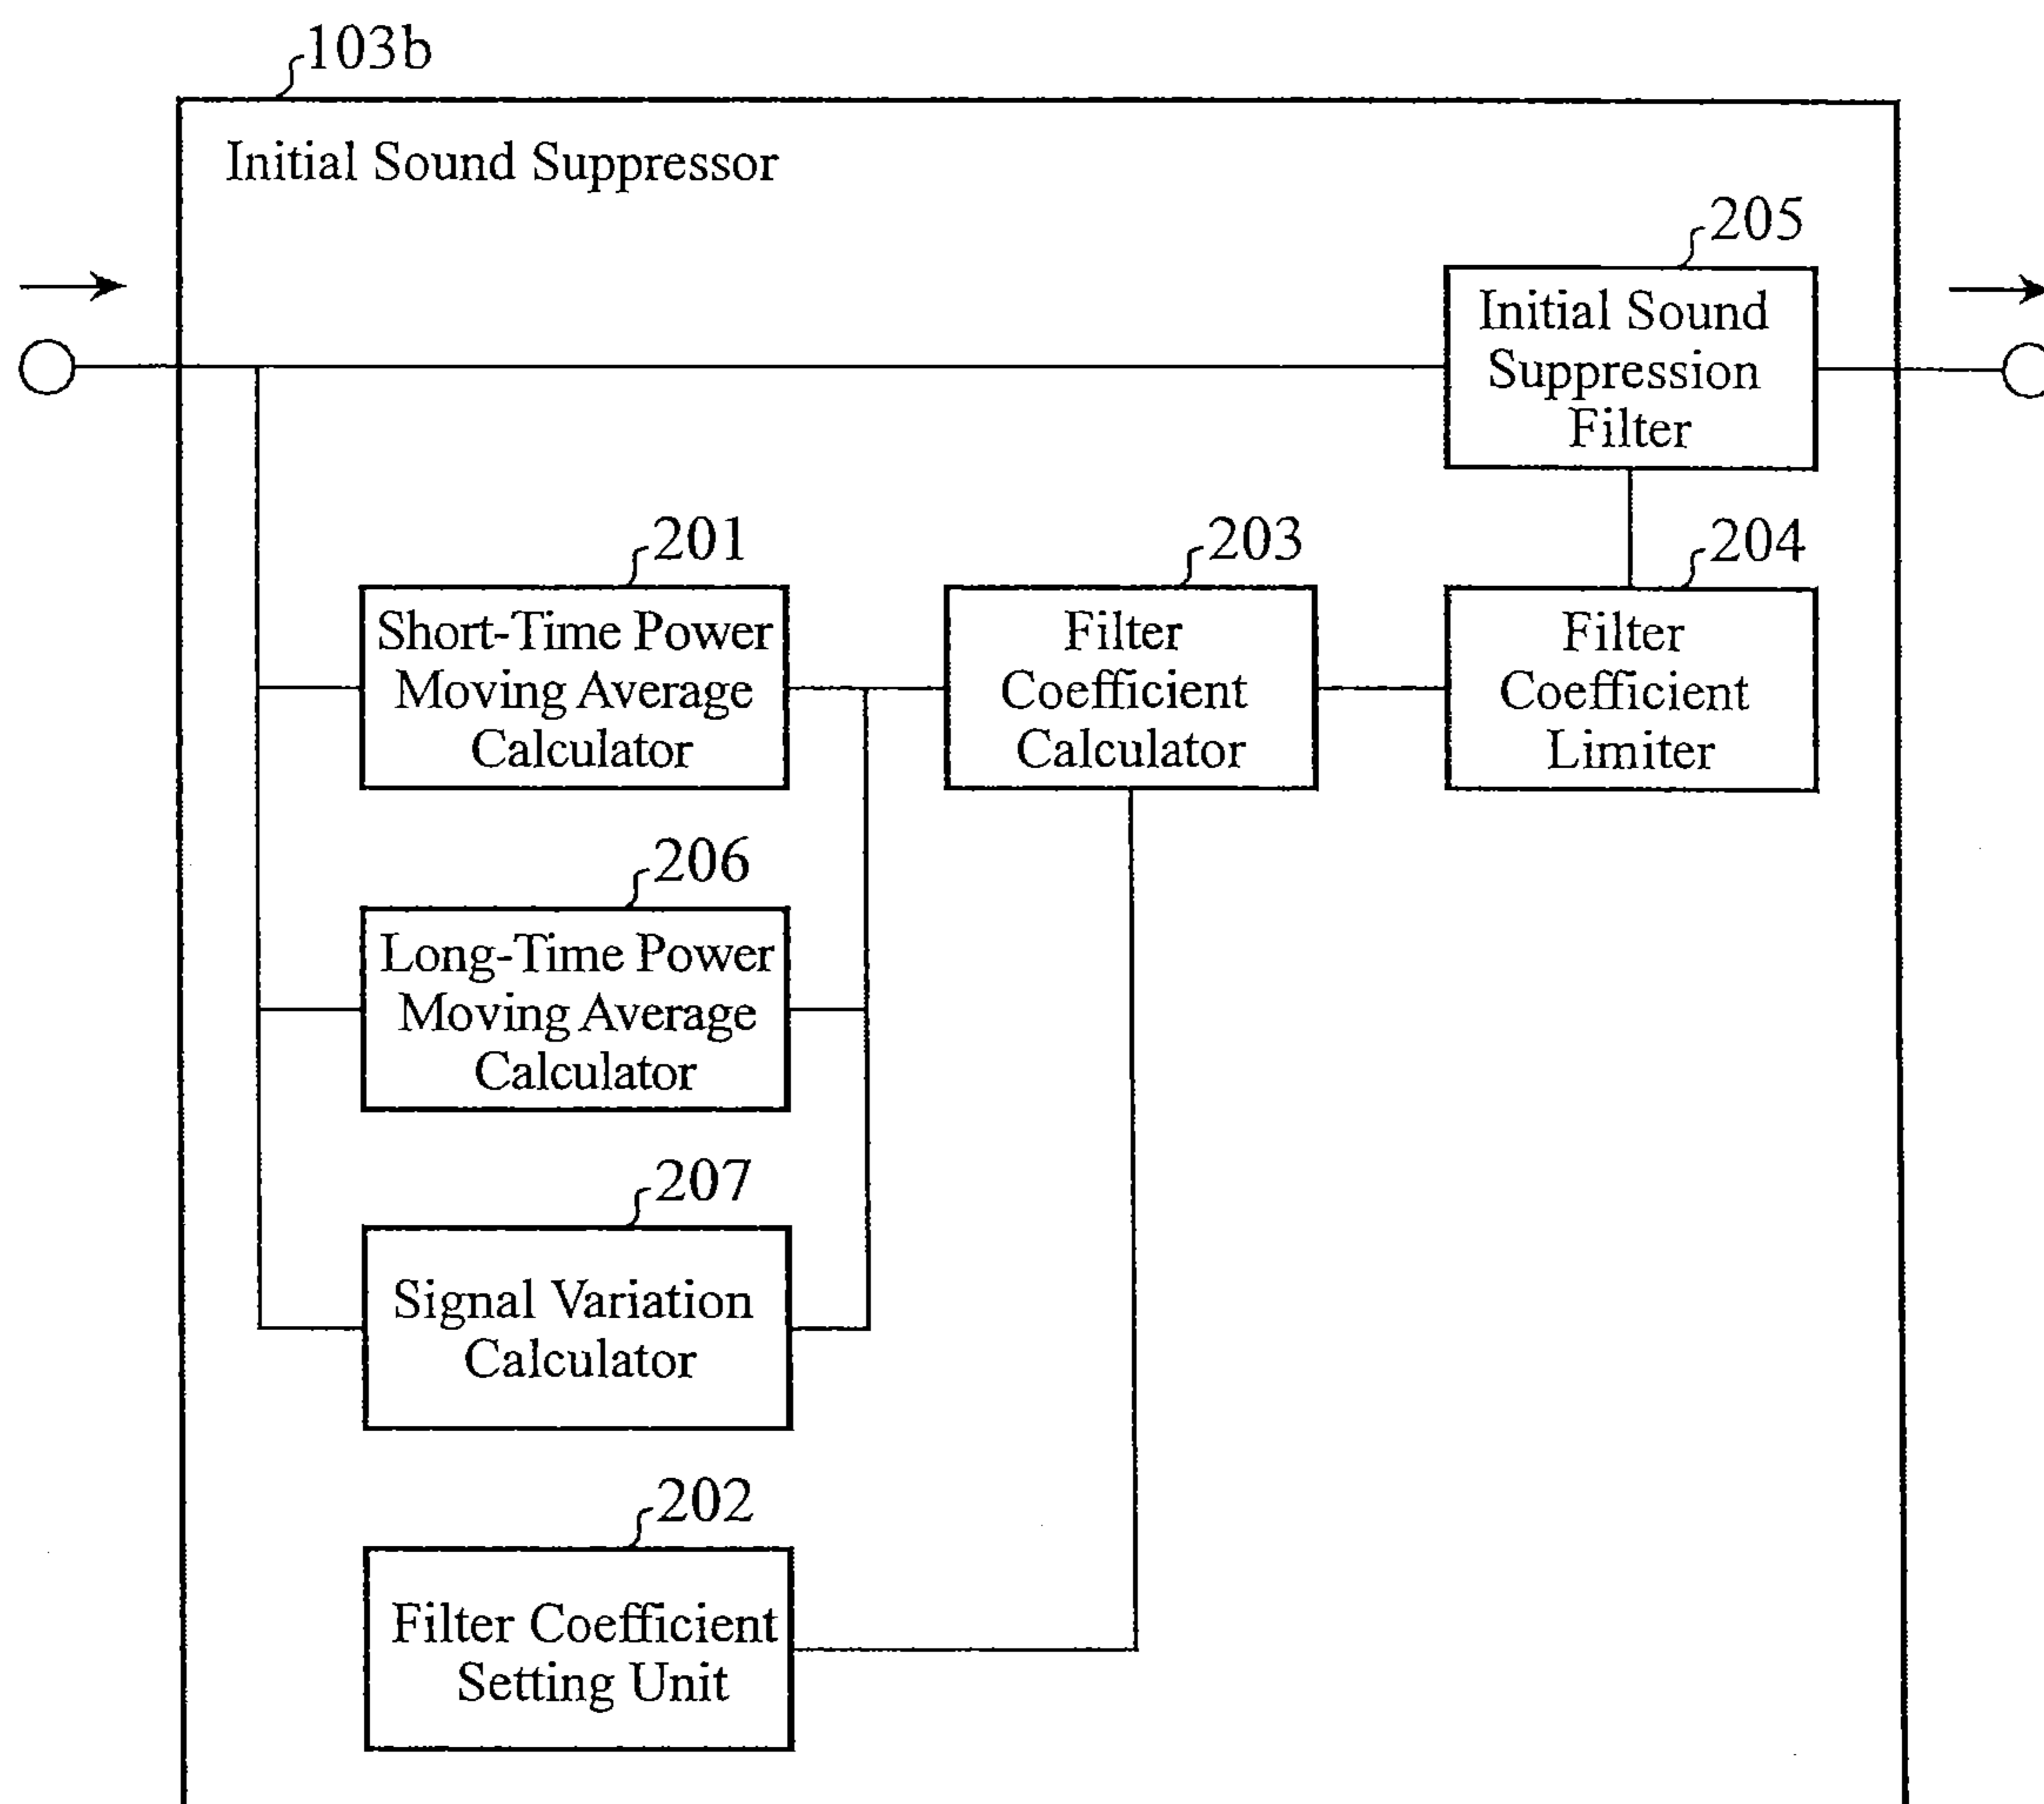 103b
Initial Sound Suppressor
205
Initial Sound
Suppression
Filter
201
Short-Time Power
Moving Average
Calculator
203
Filter
Coefficient
Calculator
204
Filter
Coefficient
Limiter
206
Long-Time Power
Moving Average
Calculator
207
Signal Variation
Calculator
202
Filter Coefficient
Setting Unit